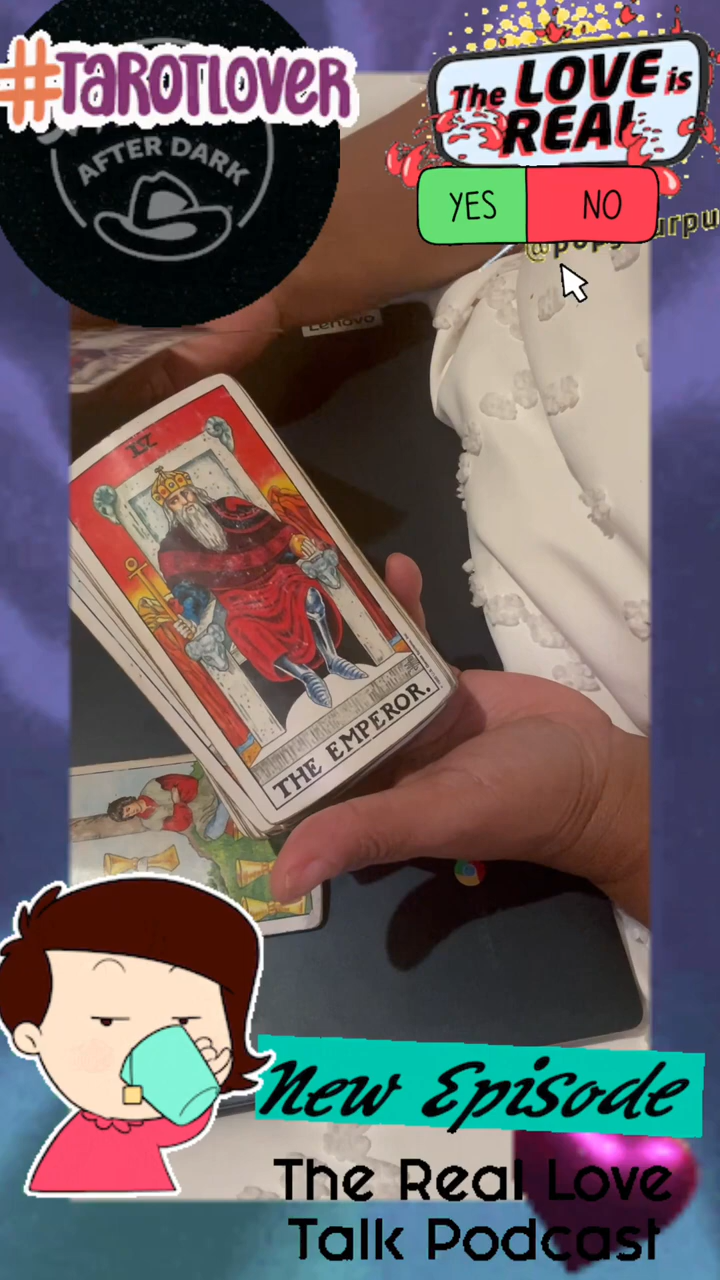 #TAROTLOVER
AFTER DARK
The LOVE is
REAL
YES NO
Lenovo
IV
THE EMPEROR.
New Episode
The Real Love
Talk Podcast